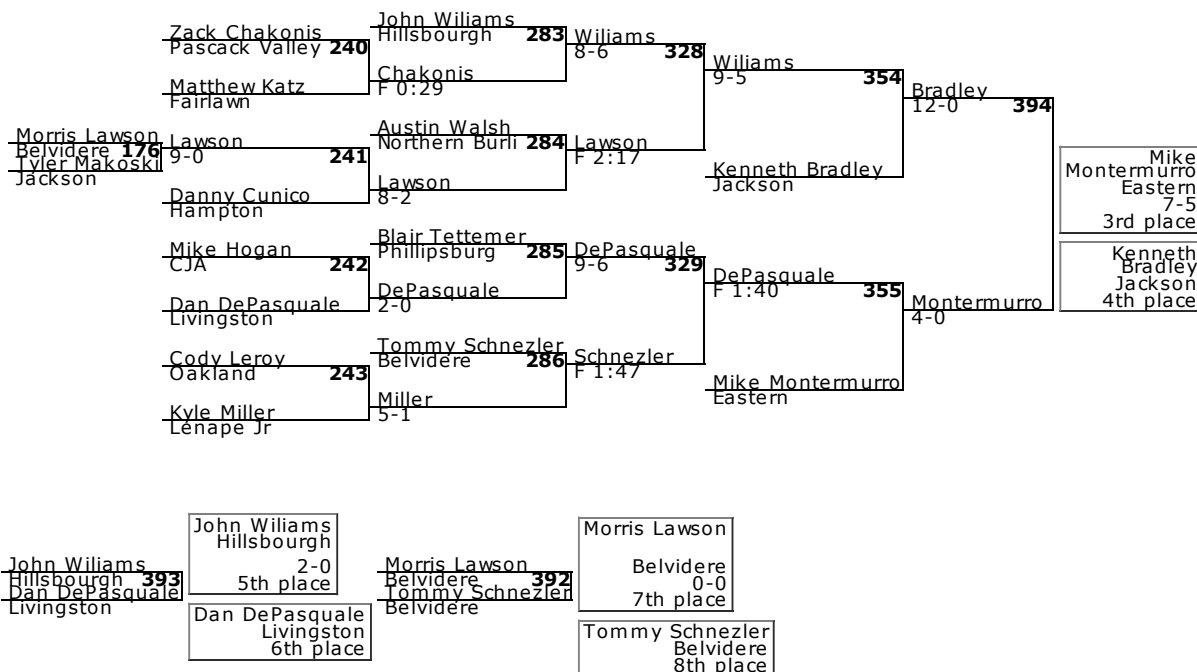 John Wiliams
Hillsbourgh 283
Zack Chakonis
Pascack Valley 240
Chakonis
F 0:29
Matthew Katz
Fairlawn
Wiliams
8-6 328
Morris Lawson
Belvidere 176
Tyler Makoski
Jackson
Lawson
9-0 241
Danny Cunico
Hampton
Austin Walsh
Northern Burli 284
Lawson
8-2
Lawson
F 2:17
Wiliams
9-5 354
Kenneth Bradley
Jackson
Bradley
12-0 394
Mike Hogan
CJA 242
Dan DePasquale
Livingston
Blair Tettemer
Phillipsburg 285
DePasquale
2-0
DePasquale
9-6 329
Cody Leroy
Oakland 243
Kyle Miller
Lenape Jr
Tommy Schnezler
Belvidere 286
Miller
5-1
Schnezler
F 1:47
DePasquale
F 1:40 355
Mike Montermurro
Eastern
Montermurro
4-0
Mike
Montermurro
Eastern
7-5
3rd place
Kenneth
Bradley
Jackson
4th place
John Wiliams
Hillsbourgh 393
Dan DePasquale
Livingston
John Wiliams
Hillsbourgh
2-0
5th place
Dan DePasquale
Livingston
6th place
Morris Lawson
Belvidere 392
Tommy Schnezler
Belvidere
Morris Lawson
Belvidere
0-0
7th place
Tommy Schnezler
Belvidere
8th place